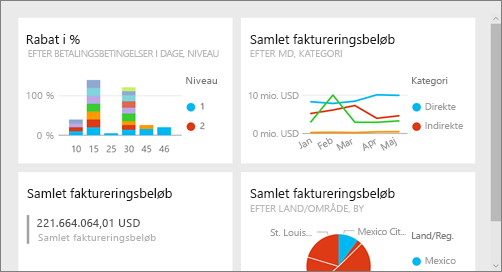 Rabat i %
EFTER BETALINGSBETINGELSER I DAGE, NIVEAU
Niveau
100 %
1
2
0 %
10 15 25 30 45 46
Samlet faktureringsbeløb
EFTER MD, KATEGORI
Kategori
10 mio. USD
Direkte
Indirekte
0 mio. USD
Jan Feb Mar Apr Maj
Samlet faktureringsbeløb
221.664.064,01 USD
Samlet faktureringsbeløb
Samlet faktureringsbeløb
EFTER LAND/OMRÅDE, BY
St. Louis...
Mexico Cit...
Land/Reg.
Mexico